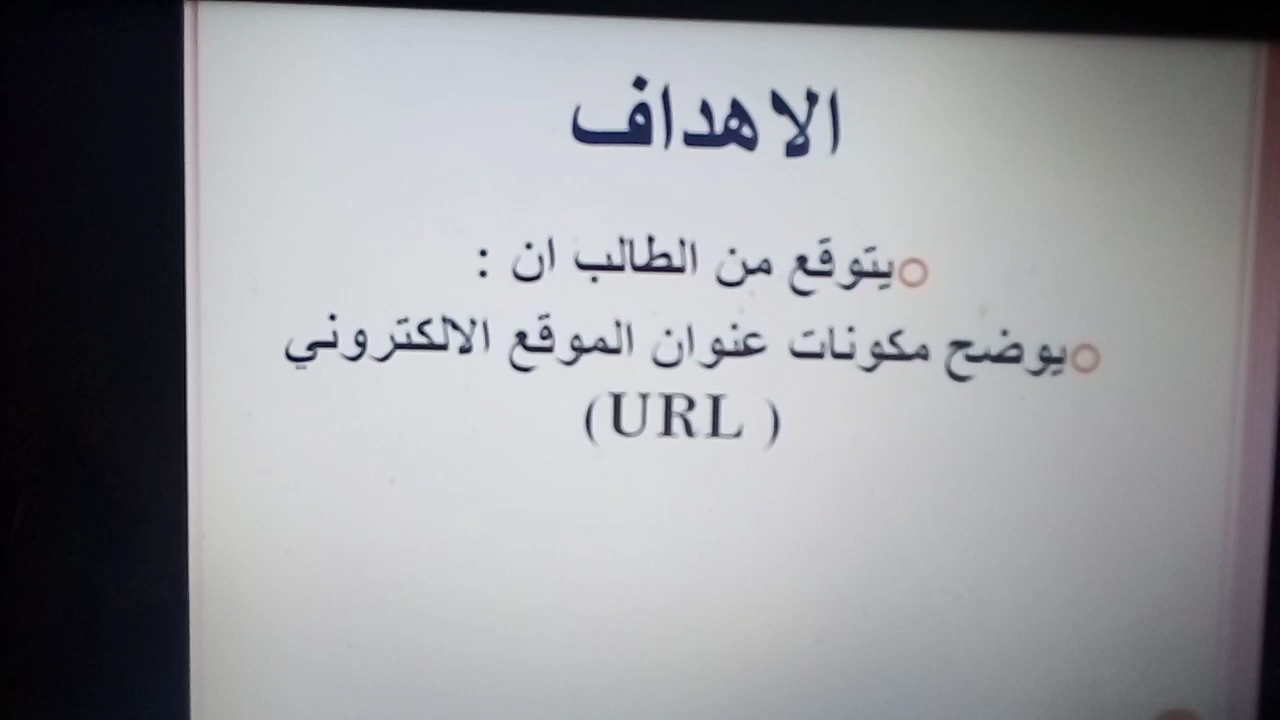 الاهداف
يتوقع من الطالب ان :
يوضح مكونات عنوان الموقع الالكتروني
(URL )